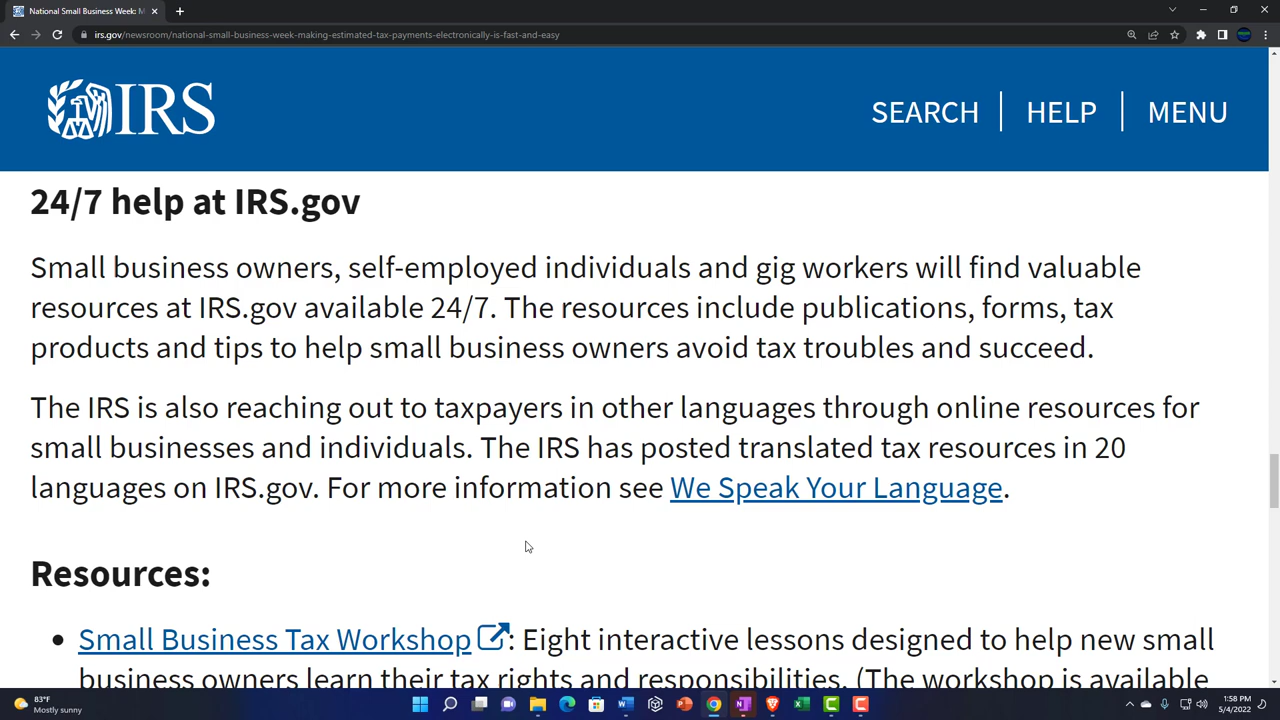 National Small Business Week: M
irs.gov/newsroom/national-small-business-week-making-estimated-tax-payments-electronically-is-fast-and-easy
IRS
SEARCH
HELP
MENU
24/7 help at IRS.gov
Small business owners, self-employed individuals and gig workers will find valuable
resources at IRS.gov available 24/7. The resources include publications, forms, tax
products and tips to help small business owners avoid tax troubles and succeed.
The IRS is also reaching out to taxpayers in other languages through online resources for
small businesses and individuals. The IRS has posted translated tax resources in 20
languages on IRS.gov. For more information see We Speak Your Language.
Resources:
• Small Business Tax Workshop : Eight interactive lessons designed to help new small
business owners learn their tax rights and responsibilities. (The workshop is available
83°F
Mostly sunny
1:58 PM
5/4/2022